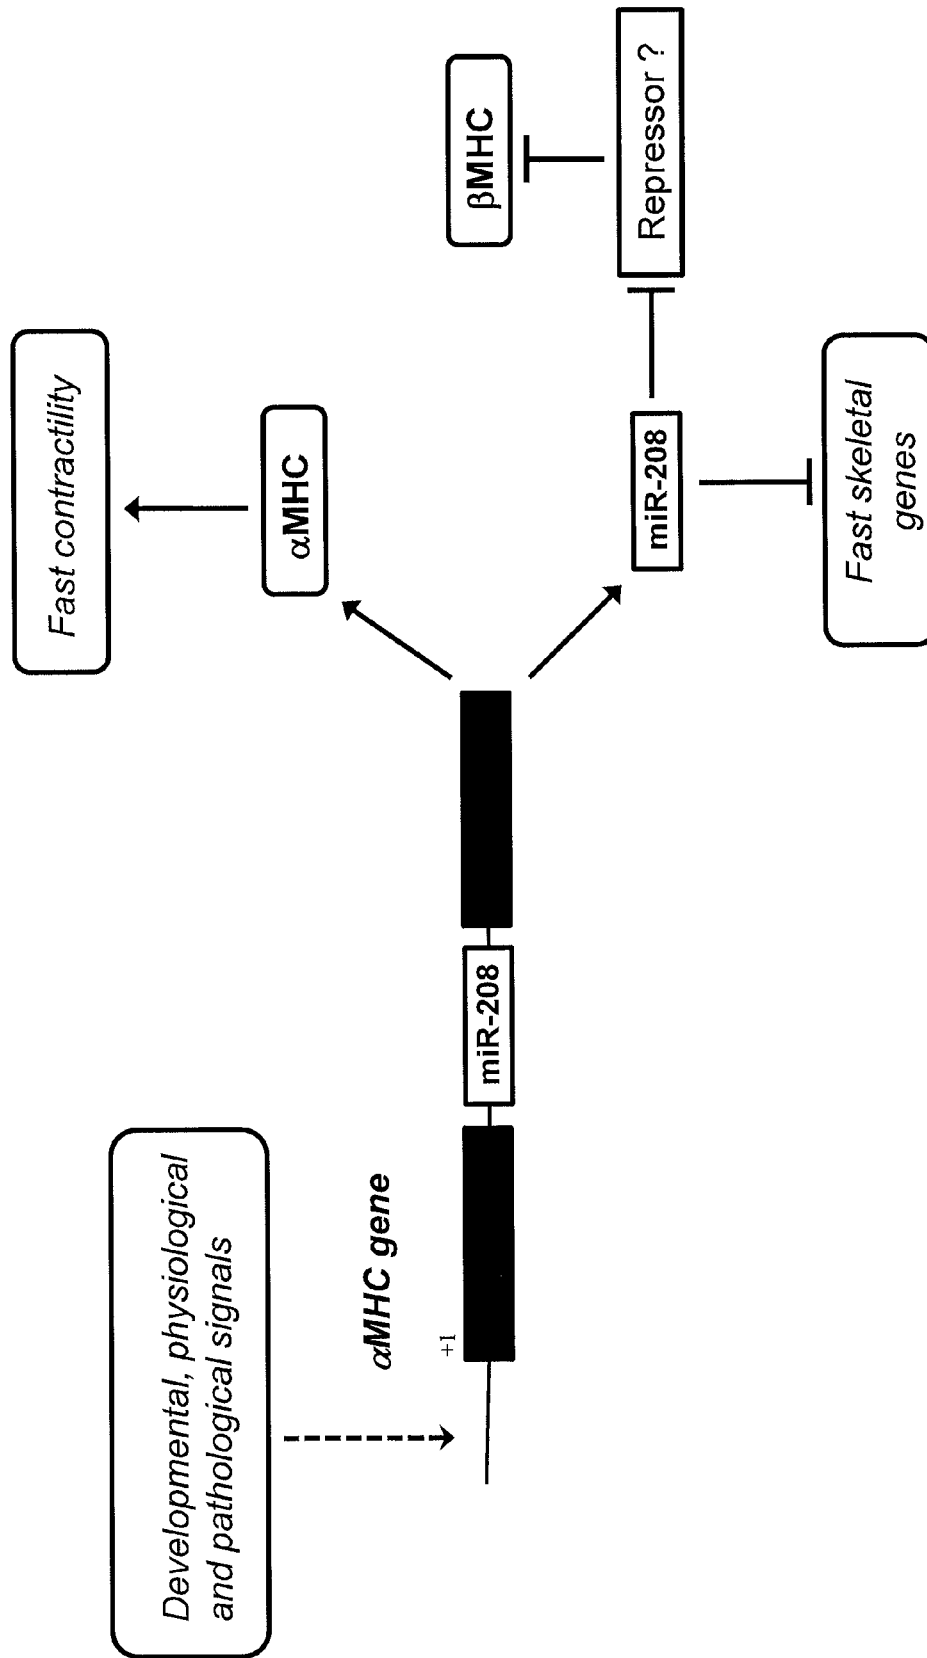 Developmental, physiological
and pathological signals
αMHC gene
+1
miR-208
αMHC
Fast contractility
miR-208
Fast skeletal
genes
Repressor ?
βMHC